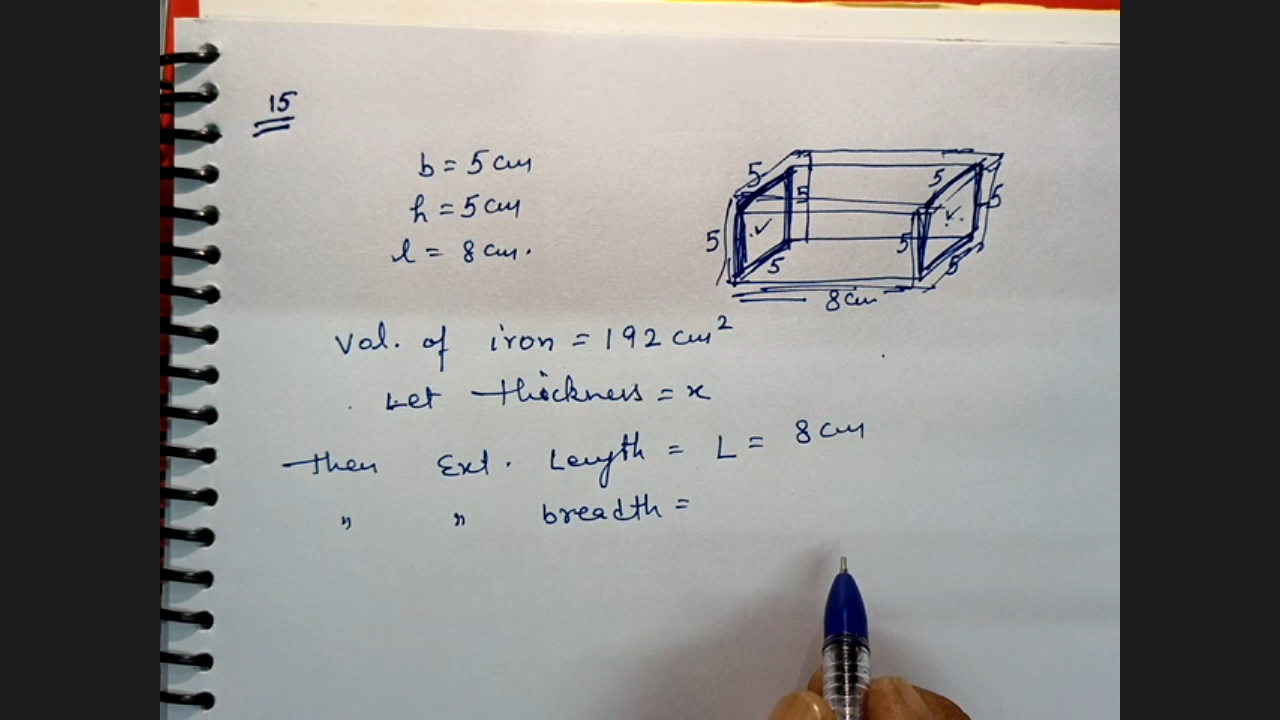 15
b = 5 cm
h = 5 cm
l = 8 cm.
5
5
5
5
5
5
5
5
8 cm
Vol. of iron = 192 cm²
Let thickness = x
Then Ext. Length = L = 8 cm
" " breadth =